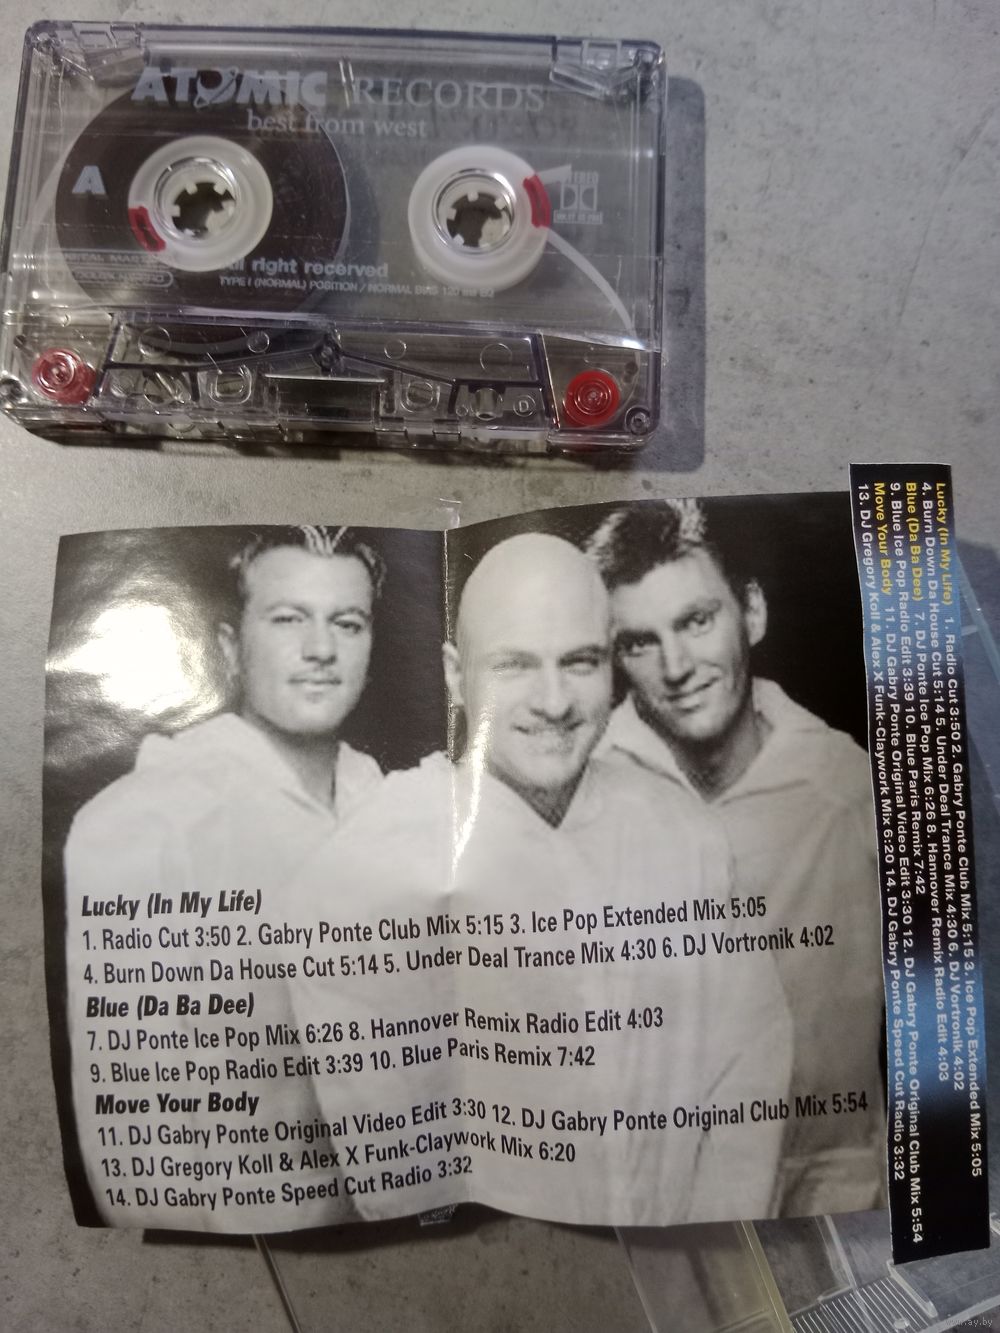 ATOMIC RECORDS
best from west
A
STEREO
DIGITAL MAST
All right recerved
TYPE I (NORMAL) POSITION / NORMAL BIAS 120
D
Lucky (In My Life)
1. Radio Cut 3:50 2. Gabry Ponte Club Mix 5:15 3. Ice Pop Extended Mix 5:05
4. Burn Down Da House Cut 5:14 5. Under Deal Trance Mix 4:30 6. DJ Vortronik 4:02
Blue (Da Ba Dee)
7. DJ Ponte Ice Pop Mix 6:26 8. Hannover Remix Radio Edit 4:03
9. Blue Ice Pop Radio Edit 3:39 10. Blue Paris Remix 7:42
Move Your Body
11. DJ Gabry Ponte Original Video Edit 3:30 12. DJ Gabry Ponte Original Club Mix 5:54
13. DJ Gregory Koll & Alex X Funk-Claywork Mix 6:20
14. DJ Gabry Ponte Speed Cut Radio 3:32
Lucky (In My Life) 1. Radio Cut 3:50 2. Gabry Ponte Club Mix 5:15 3. Ice Pop Extended Mix 5:05
4. Burn Down Da House Cut 5:14 5. Under Deal Trance Mix 4:30 6. DJ Vortronik 4:02
Blue (Da Ba Dee) 7. DJ Ponte Ice Pop Mix 6:26 8. Hannover Remix Radio Edit 4:03
9. Blue Ice Pop Radio Edit 3:39 10. Blue Paris Remix 7:42
Move Your Body 11. DJ Gabry Ponte Original Video Edit 3:30 12. DJ Gabry Ponte Original Club Mix 5:54
13. DJ Gregory Koll & Alex X Funk-Claywork Mix 6:20 14. DJ Gabry Ponte Speed Cut Radio 3:32